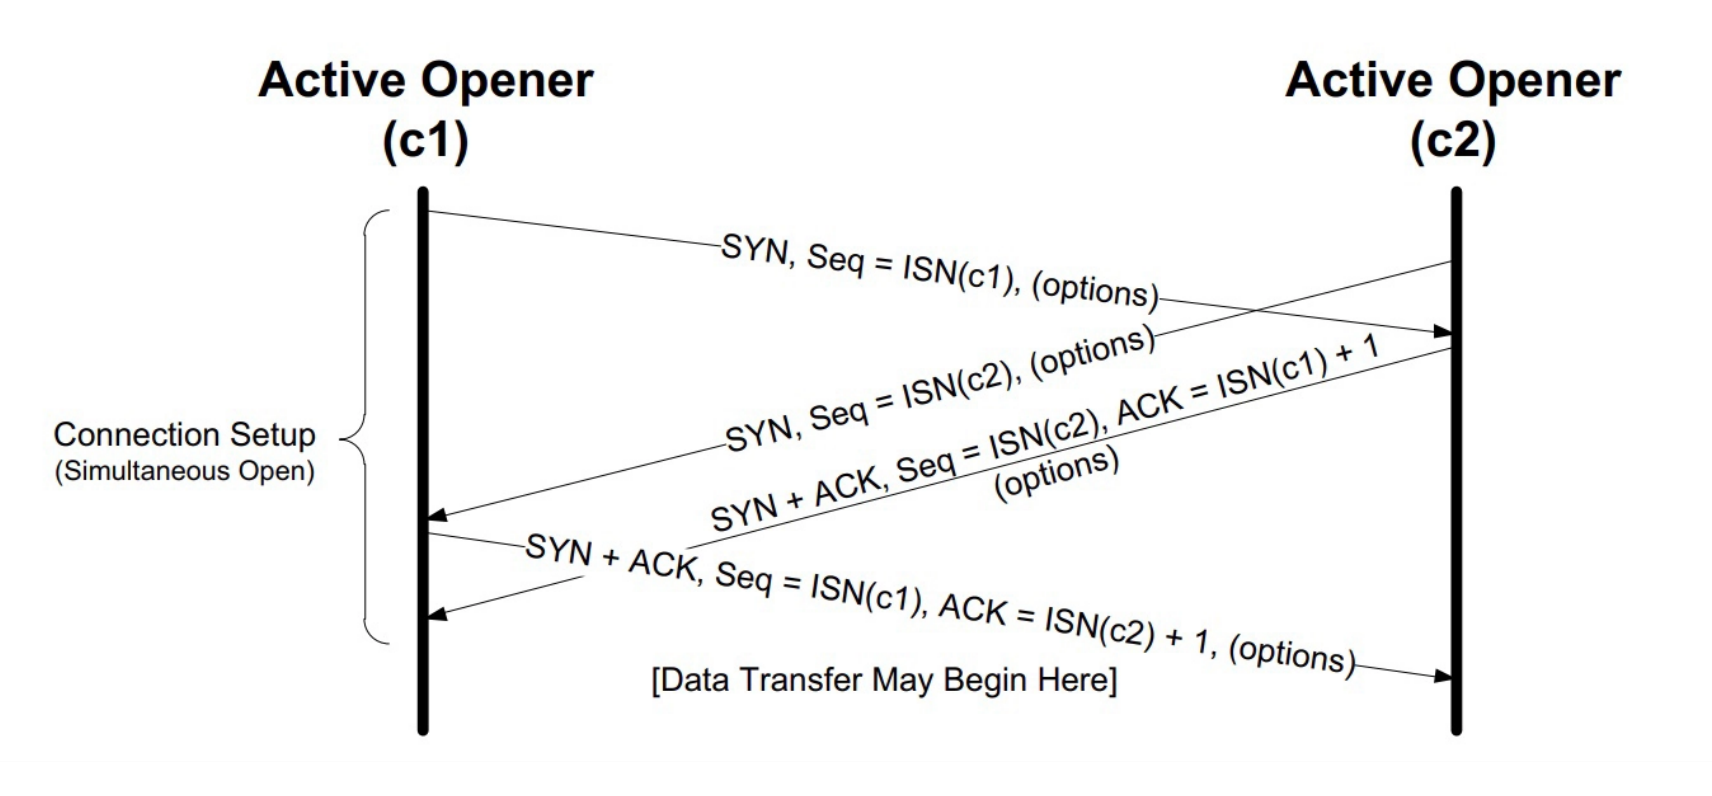 Active Opener
(c1)
Active Opener
(c2)
SYN, Seq = ISN(c1), (options)
SYN, Seq = ISN(c2), (options)
SYN + ACK, Seq = ISN(c2), ACK = ISN(c1) + 1
(options)
Connection Setup
(Simultaneous Open)
SYN + ACK, Seq = ISN(c1), ACK = ISN(c2) + 1, (options)
[Data Transfer May Begin Here]